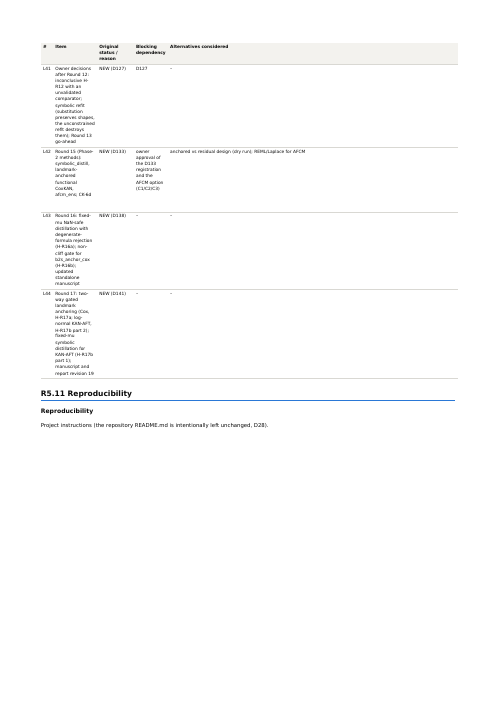 # Item Original Blocking Alternatives considered
status / dependency
reason
L41 Owner decisions NEW (D127) D127 –
after Round 12:
inconclusive H-
R12 with an
unvalidated
comparator;
symbolic refit
(substitution
preserves shapes,
the unconstrained
refit destroys
them); Round 13
go-ahead
L42 Round 15 (Phase- NEW (D133) owner anchored vs residual design (dry run); REML/Laplace for AFCM
2 methods): approval of
symbolic_distill, the D133
landmark- registration
anchored and the
functional AFCM option
CoxKAN, (C1/C2/C3)
afcm_ens; CK-6d
L43 Round 16: fixed- NEW (D138) – –
mu NaN-safe
distillation with
degenerate-
formula rejection
(H-R16a); non-
cliff gate for
b2s_anchor_cox
(H-R16b);
updated
standalone
manuscript
L44 Round 17: two- NEW (D141) – –
way gated
landmark
anchoring (Cox,
H-R17a; log-
normal KAN-AFT,
H-R17b part 2);
fixed-mu
symbolic
distillation for
KAN-AFT (H-R17b
part 1);
manuscript and
report revision 19
R5.11 Reproducibility
Reproducibility
Project instructions (the repository README.md is intentionally left unchanged, D28).